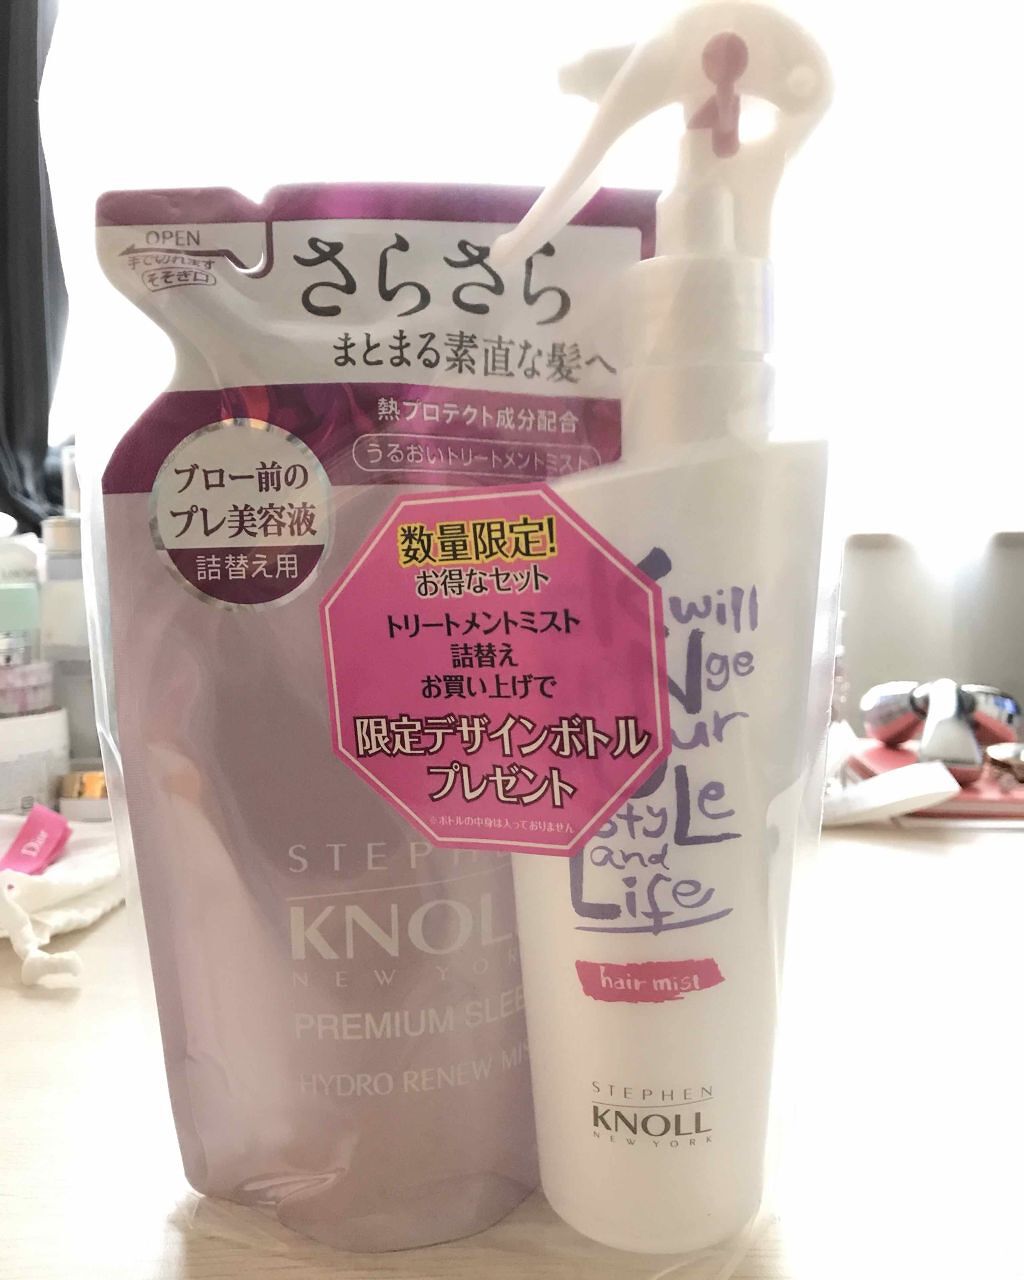 OPEN
手で切れます
そそぎ口
さらさら
まとまる素直な髪へ
熱プロテクト成分配合
うるおいトリートメントミスト
ブロー前の
プレ美容液
詰替え用
数量限定!
お得なセット
トリートメントミスト
詰替え
お買い上げで
限定デザインボトル
プレゼント
※ボトルの中身は入っておりません
STEPHE
KNOLL
NEW YOR
PREMIUM SLEE
HYDRO RENEW MIS
will
Nge
ur
styLe
and
Life
hair mist
STEPHEN
KNOLL
NEW YORK
Dior